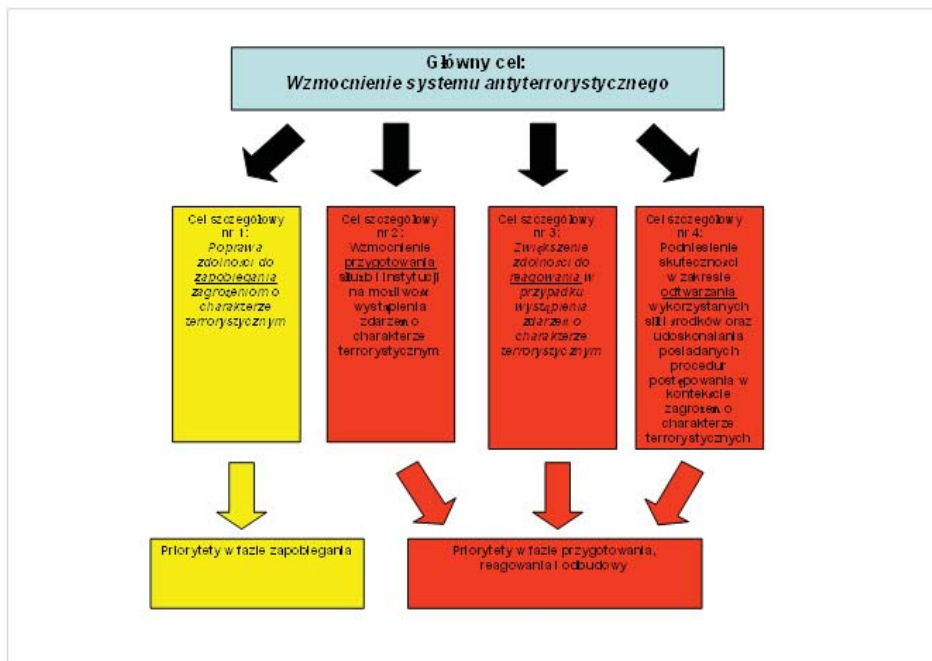 Główny cel:
Wzmocnienie systemu antyterrorystycznego
Cel szczegółowy
nr 1:
Poprawa
zdolności do
zapobiegania
zagrożeniom o
charakterze
terrorystycznym
Cel szczegółowy
nr 2:
Wzmocnienie
przygotowania
służb i instytucji
na możliwość
wystąpienia
zdarzeń o
charakterze
terrorystycznym
Cel szczegółowy
nr 3:
Zwiększenie
zdolności do
reagowania w
przypadku
wystąpienia
zdarzeń o
charakterze
terrorystycznym
Cel szczegółowy
nr 4:
Podniesienie
skuteczności
w zakresie
odtwarzania
wykorzystanych
sił i środków oraz
udoskonalania
posiadanych
procedur
postępowania w
kontekście
zagrożeń o
charakterze
terrorystycznych
Priorytety w fazie zapobiegania
Priorytety w fazie przygotowania,
reagowania i odbudowy